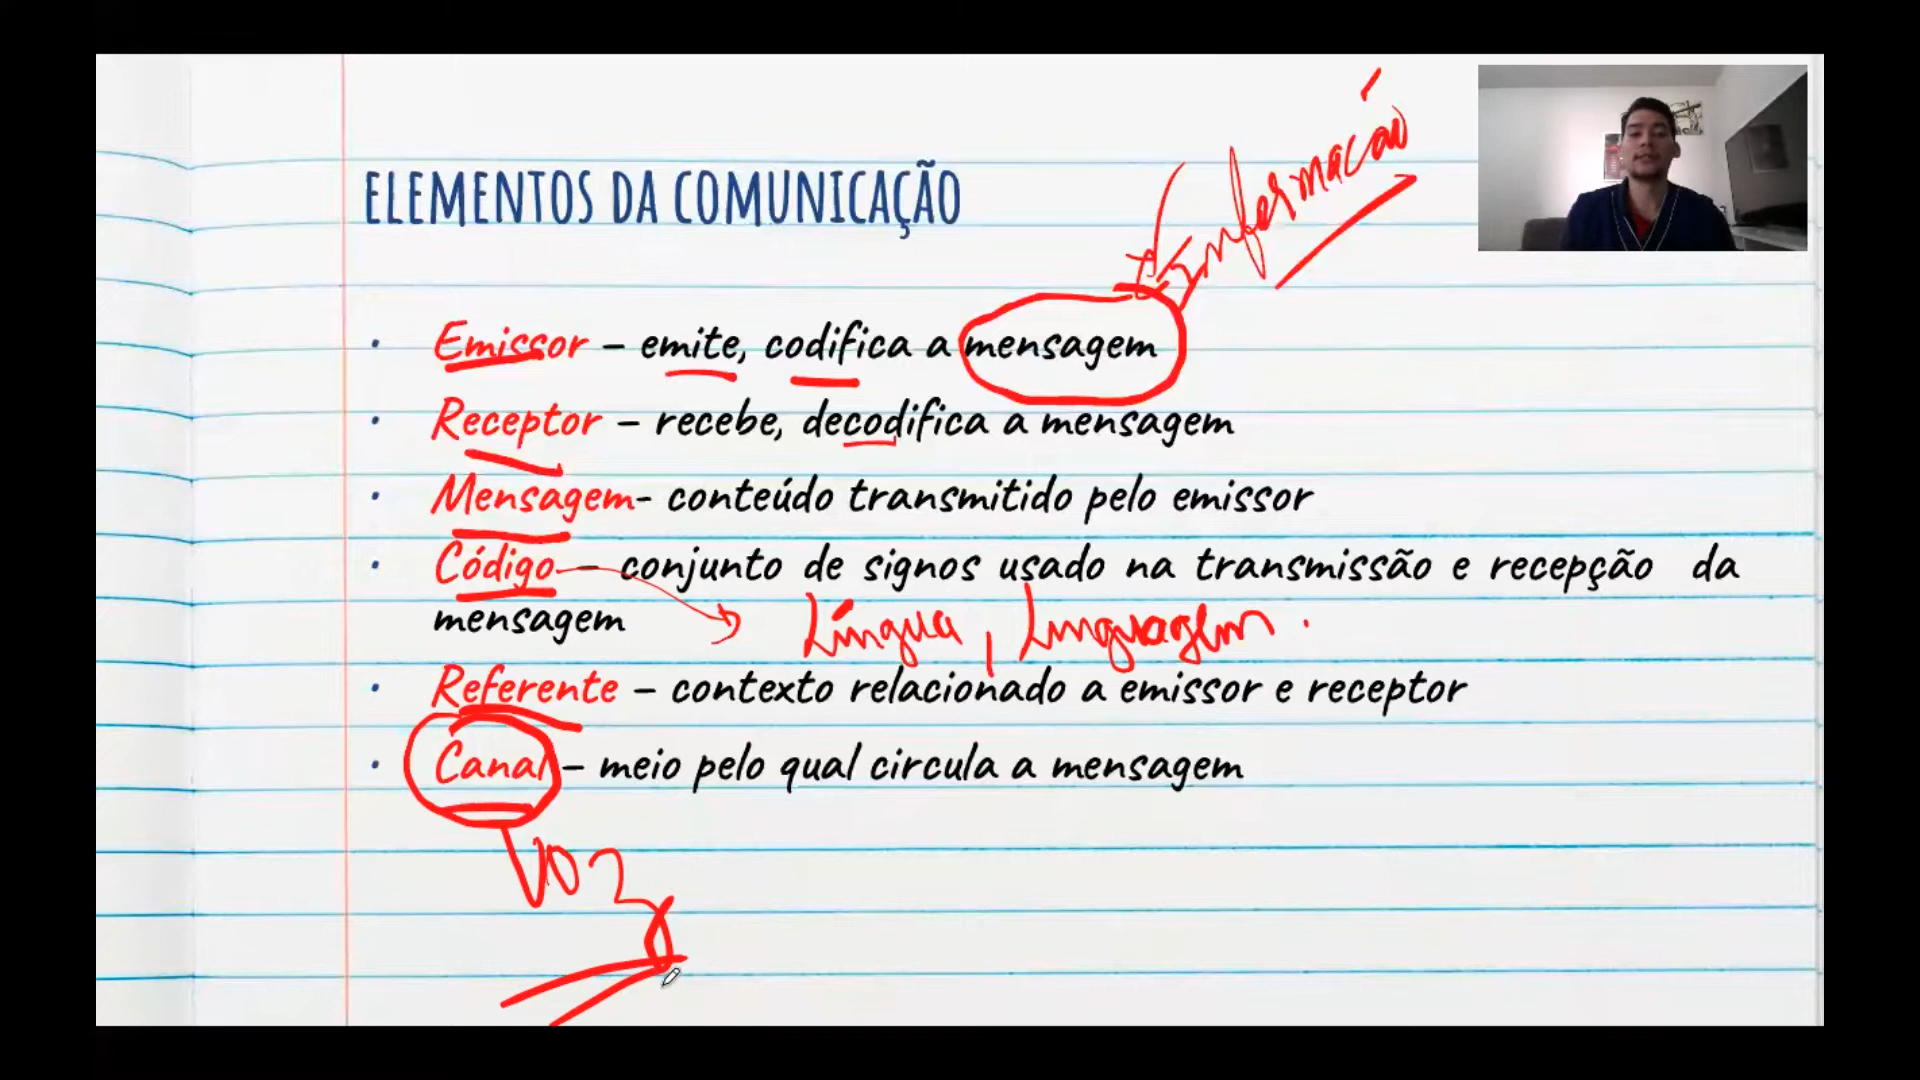 ELEMENTOS DA COMUNICAÇÃO
Informação
• Emissor – emite, codifica a mensagem
• Receptor – recebe, decodifica a mensagem
• Mensagem- conteúdo transmitido pelo emissor
• Código – conjunto de signos usado na transmissão e recepção da
mensagem
Língua, Linguagem.
• Referente – contexto relacionado a emissor e receptor
• Canal – meio pelo qual circula a mensagem
Voz